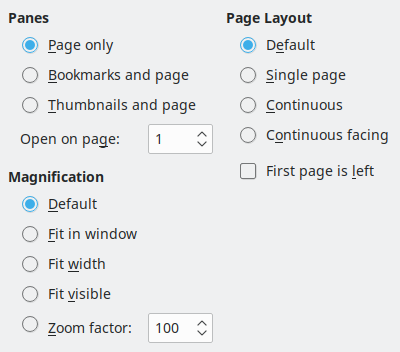 Panes
Page only
Bookmarks and page
Thumbnails and page
Open on page: 1
Magnification
Default
Fit in window
Fit width
Fit visible
Zoom factor: 100
Page Layout
Default
Single page
Continuous
Continuous facing
First page is left